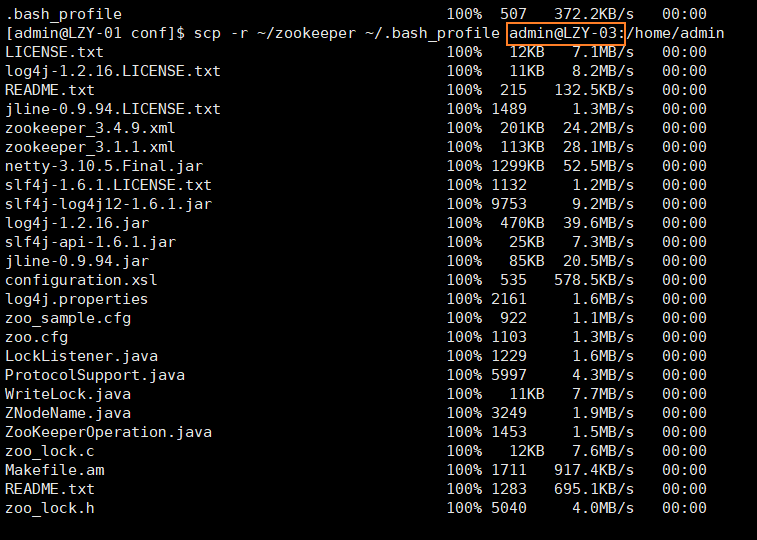 .bash_profile 100% 507 372.2KB/s 00:00
[admin@LZY-01 conf]$ scp -r ~/zookeeper ~/.bash_profile admin@LZY-03:/home/admin
LICENSE.txt 100% 12KB 7.1MB/s 00:00
log4j-1.2.16.LICENSE.txt 100% 11KB 8.2MB/s 00:00
README.txt 100% 215 132.5KB/s 00:00
jline-0.9.94.LICENSE.txt 100% 1489 1.3MB/s 00:00
zookeeper_3.4.9.xml 100% 201KB 24.2MB/s 00:00
zookeeper_3.1.1.xml 100% 113KB 28.1MB/s 00:00
netty-3.10.5.Final.jar 100% 1299KB 52.5MB/s 00:00
slf4j-1.6.1.LICENSE.txt 100% 1132 1.2MB/s 00:00
slf4j-log4j12-1.6.1.jar 100% 9753 9.2MB/s 00:00
log4j-1.2.16.jar 100% 470KB 39.6MB/s 00:00
slf4j-api-1.6.1.jar 100% 25KB 7.3MB/s 00:00
jline-0.9.94.jar 100% 85KB 20.5MB/s 00:00
configuration.xsl 100% 535 578.5KB/s 00:00
log4j.properties 100% 2161 1.6MB/s 00:00
zoo_sample.cfg 100% 922 1.1MB/s 00:00
zoo.cfg 100% 1103 1.3MB/s 00:00
LockListener.java 100% 1229 1.6MB/s 00:00
ProtocolSupport.java 100% 5997 4.3MB/s 00:00
WriteLock.java 100% 11KB 7.7MB/s 00:00
ZNodeName.java 100% 3249 1.9MB/s 00:00
ZooKeeperOperation.java 100% 1453 1.5MB/s 00:00
zoo_lock.c 100% 12KB 7.6MB/s 00:00
Makefile.am 100% 1711 917.4KB/s 00:00
README.txt 100% 1283 695.1KB/s 00:00
zoo_lock.h 100% 5040 4.0MB/s 00:00